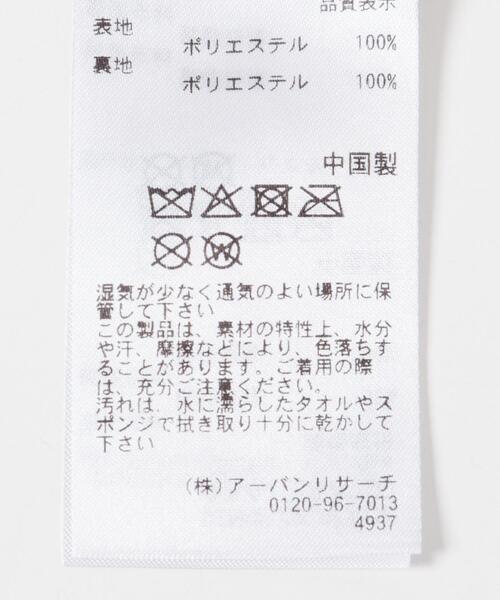 品質表示
表地
ポリエステル 100%
裏地
ポリエステル 100%
中国製
湿気が少なく通気のよい場所に保
管して下さい
この製品は、素材の特性上、水分
や汗、摩擦などにより、色落ちす
ることがあります。ご着用の際
は、充分ご注意ください。
汚れは、水に濡らしたタオルやス
ポンジで拭き取り十分に乾かして
下さい
(株)アーバンリサーチ
0120-96-7013
4937